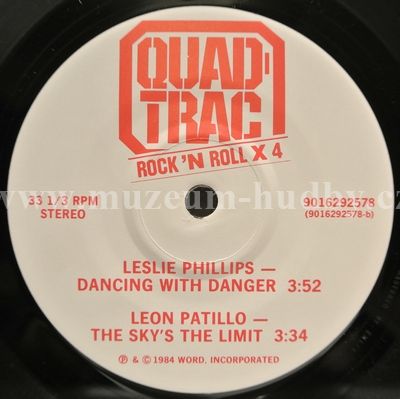 QUAD-
TRAC
ROCK 'N ROLL X 4
33 1/3 RPM
STEREO
9016292578
(9016292578-b)
www.muzeum-hudby.cz
LESLIE PHILLIPS —
DANCING WITH DANGER 3:52
LEON PATILLO —
THE SKY'S THE LIMIT 3:34
℗ & © 1984 WORD, INCORPORATED